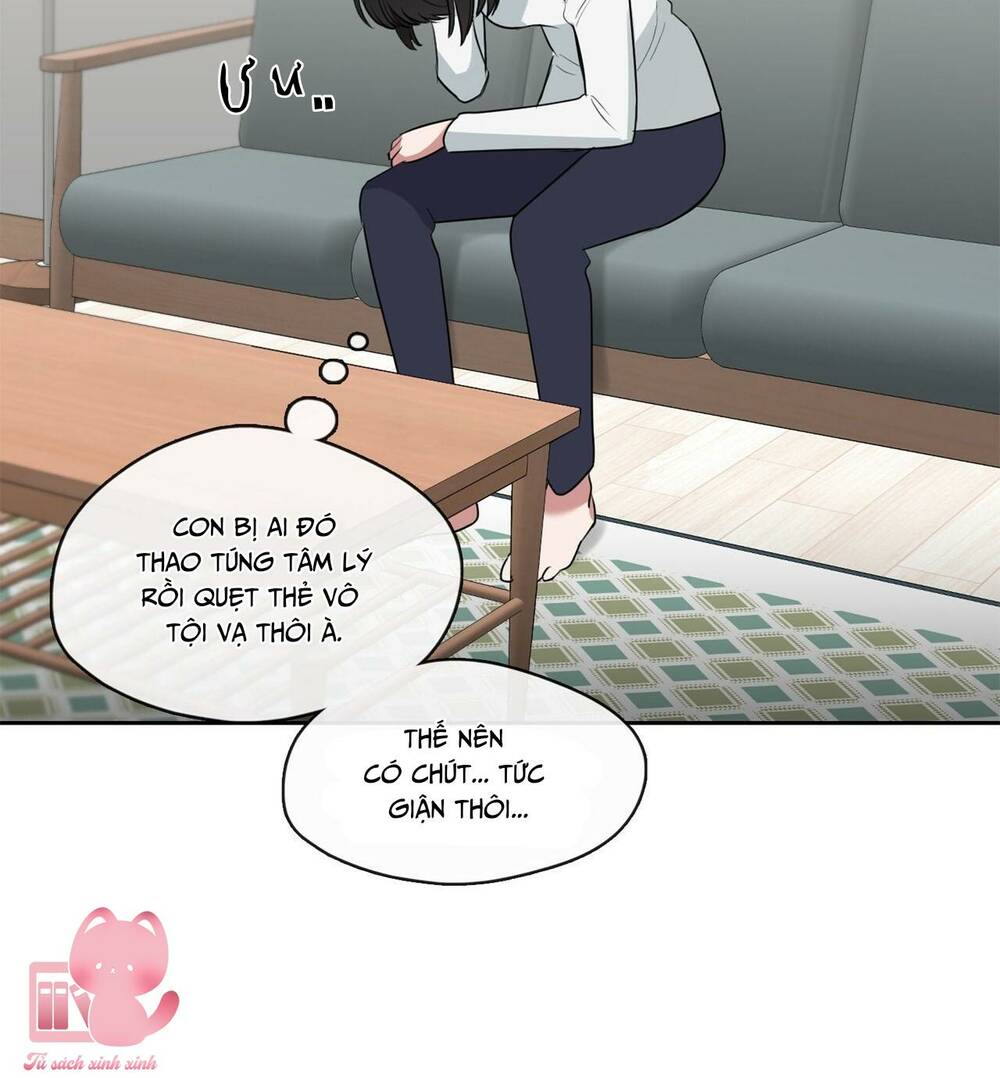 ư ư...
CON BỊ AI ĐÓ
THAO TÚNG TÂM LÝ
RỒI QUẸT THẺ VÔ
TỘI VẠ THÔI À.
THẾ NÊN
CÓ CHÚT... TỨC
GIẬN THÔI...
Tủ sách xinh xinh